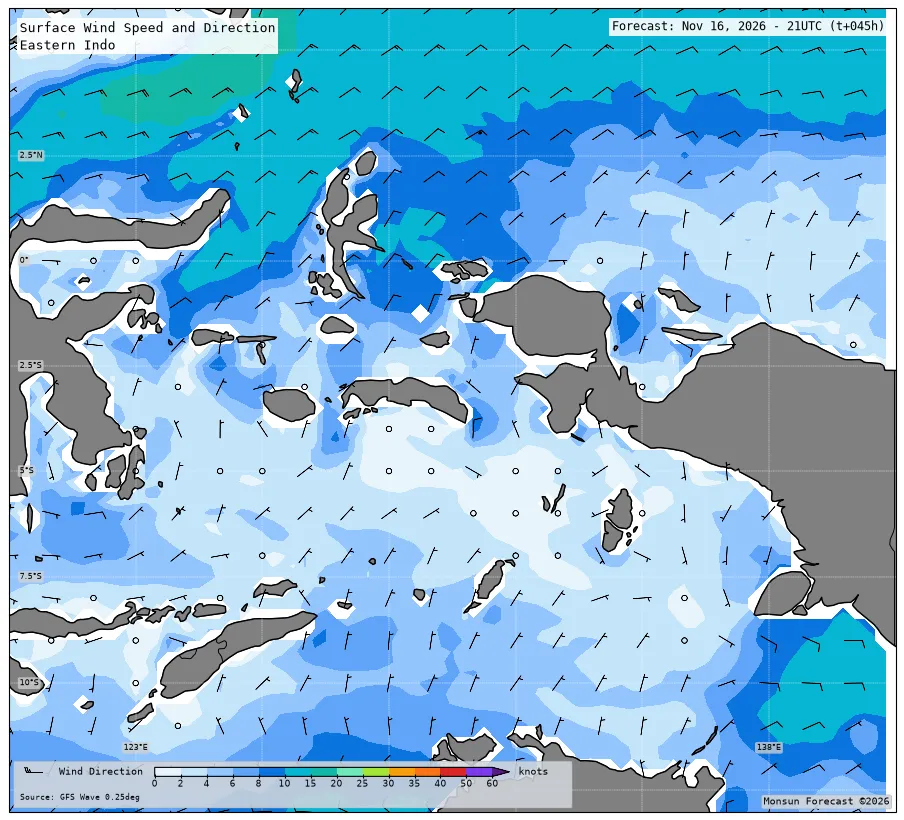 Surface Wind Speed and Direction
Eastern Indo
Forecast: Nov 16, 2026 - 21UTC (t+045h)
2.5°N
0°
2.5°S
5°S
7.5°S
10°S
123°E
138°E
Wind Direction
knots
0 2 4 6 8 10 15 20 25 30 35 40 50 60
Source: GFS Wave 0.25deg
Monsun Forecast ©2026